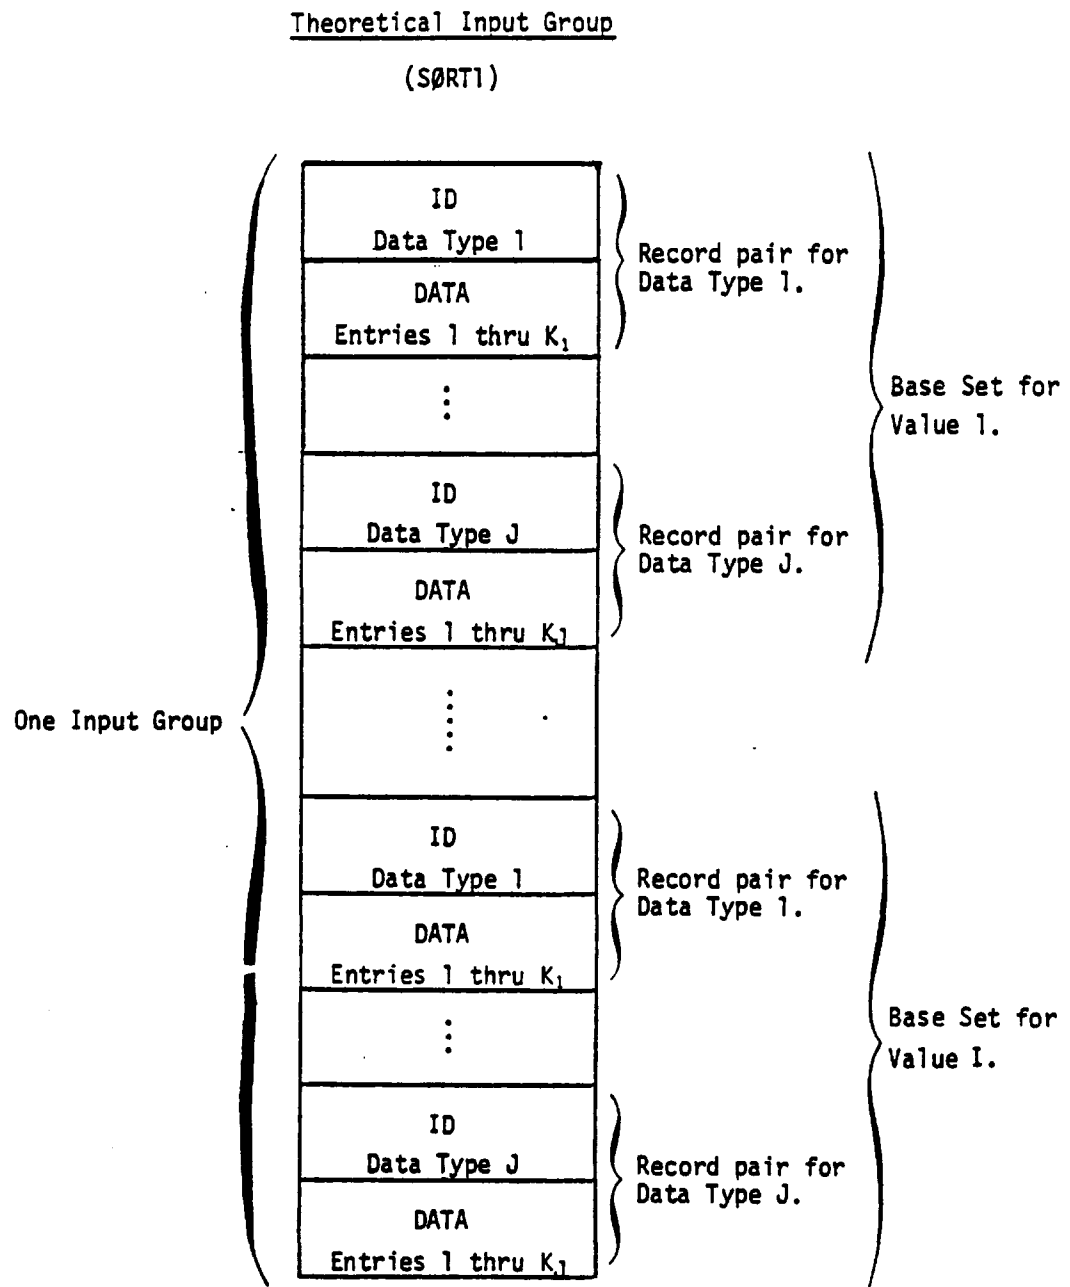 Theoretical Input Group
(SØRT1)
ID
Data Type 1
DATA
Entries 1 thru K₁
Record pair for
Data Type 1.
⋮
ID
Data Type J
DATA
Entries 1 thru K_J
Record pair for
Data Type J.
Base Set for
Value 1.
One Input Group
ID
Data Type 1
DATA
Entries 1 thru K₁
Record pair for
Data Type 1.
⋮
ID
Data Type J
DATA
Entries 1 thru K_J
Record pair for
Data Type J.
Base Set for
Value I.